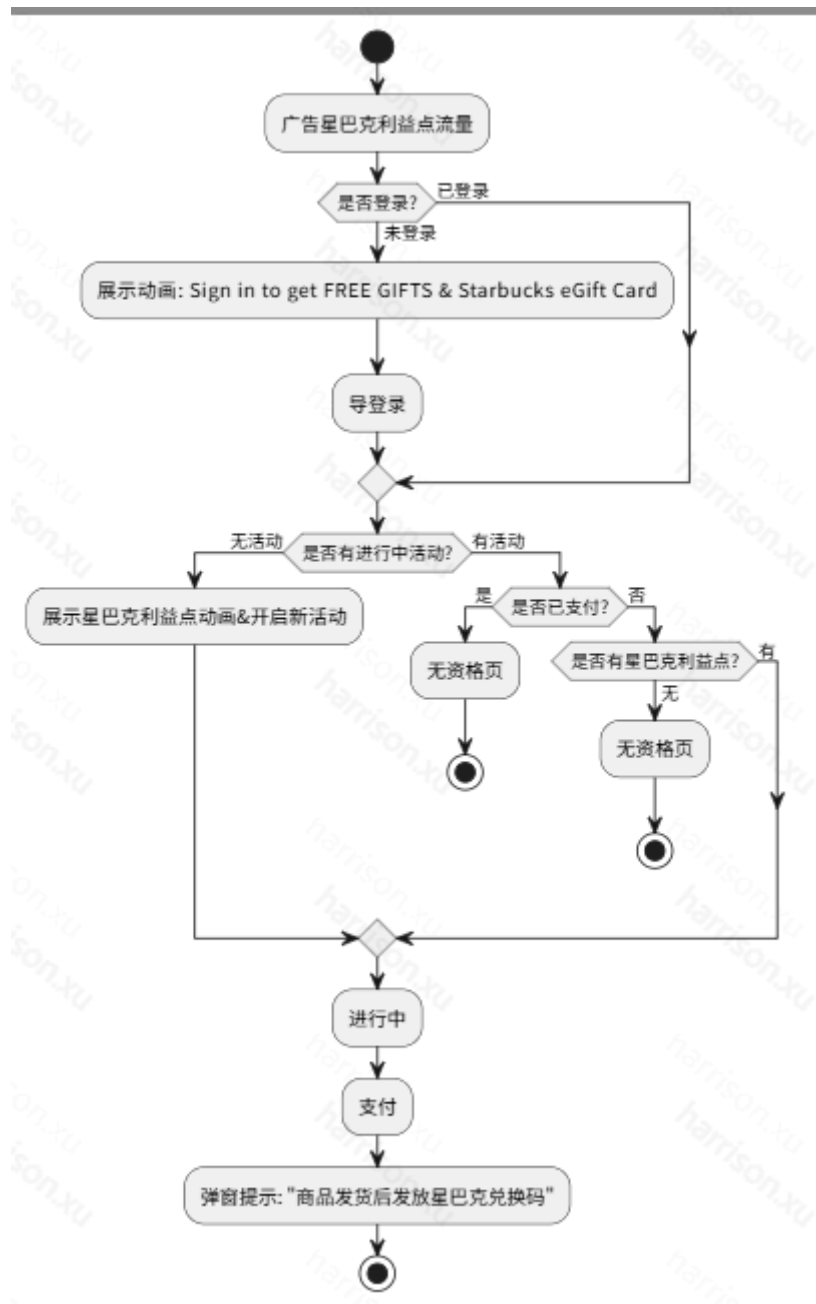 广告星巴克利益点流量
是否登录?
已登录
未登录
展示动画: Sign in to get FREE GIFTS & Starbucks eGift Card
导登录
无活动
是否有进行中活动?
有活动
展示星巴克利益点动画&开启新活动
是
是否已支付?
否
无资格页
是否有星巴克利益点?
有
无
无资格页
进行中
支付
弹窗提示: "商品发货后发放星巴克兑换码"
harrison.xu